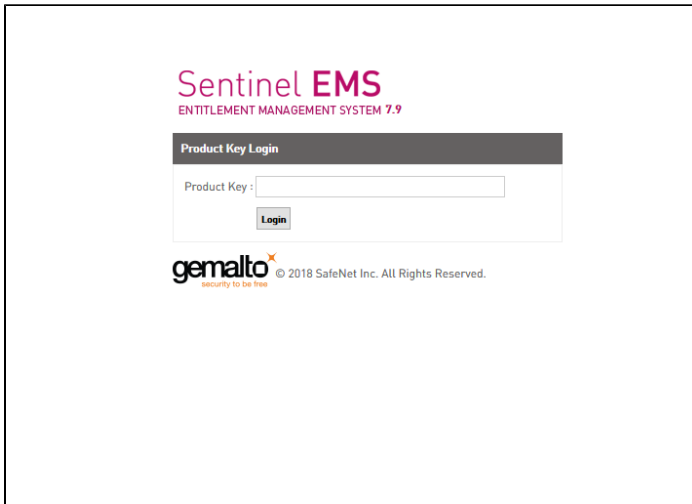 Sentinel EMS
ENTITLEMENT MANAGEMENT SYSTEM 7.9
Product Key Login
Product Key :
Login
gemalto
security to be free
© 2018 SafeNet Inc. All Rights Reserved.